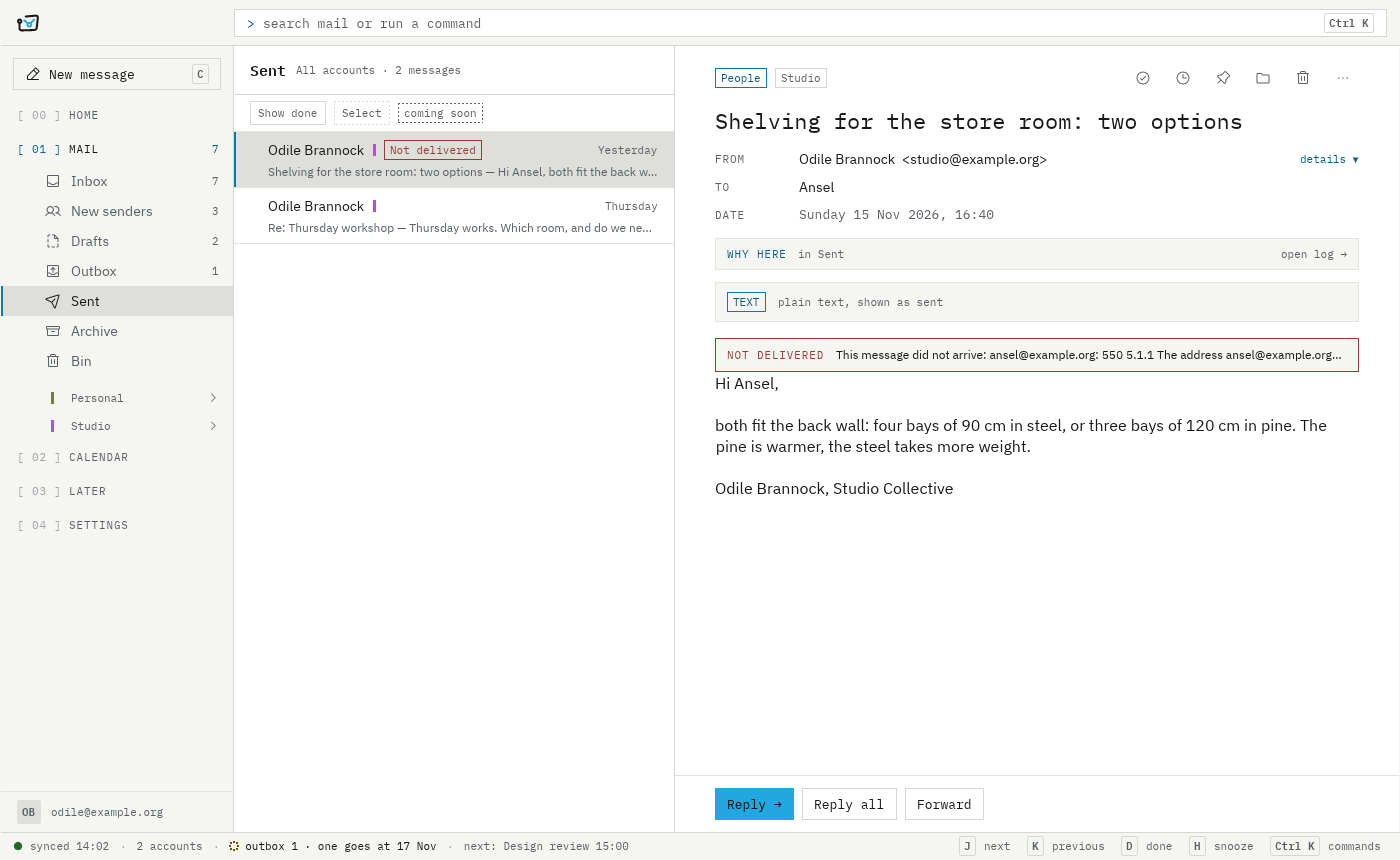 > search mail or run a command Ctrl K
New message C
[ 00 ] HOME
[ 01 ] MAIL 7
Inbox 7
New senders 3
Drafts 2
Outbox 1
Sent
Archive
Bin
Personal
Studio
[ 02 ] CALENDAR
[ 03 ] LATER
[ 04 ] SETTINGS
OB odile@example.org
Sent All accounts · 2 messages
Show done Select coming soon
Odile Brannock Not delivered Yesterday
Shelving for the store room: two options — Hi Ansel, both fit the back w...
Odile Brannock Thursday
Re: Thursday workshop — Thursday works. Which room, and do we ne...
People Studio
Shelving for the store room: two options
FROM Odile Brannock <studio@example.org> details ▾
TO Ansel
DATE Sunday 15 Nov 2026, 16:40
WHY HERE in Sent open log →
TEXT plain text, shown as sent
NOT DELIVERED This message did not arrive: ansel@example.org: 550 5.1.1 The address ansel@example.org...
Hi Ansel,
both fit the back wall: four bays of 90 cm in steel, or three bays of 120 cm in pine. The
pine is warmer, the steel takes more weight.
Odile Brannock, Studio Collective
Reply → Reply all Forward
synced 14:02 · 2 accounts · outbox 1 · one goes at 17 Nov · next: Design review 15:00 J next K previous D done H snooze Ctrl K commands